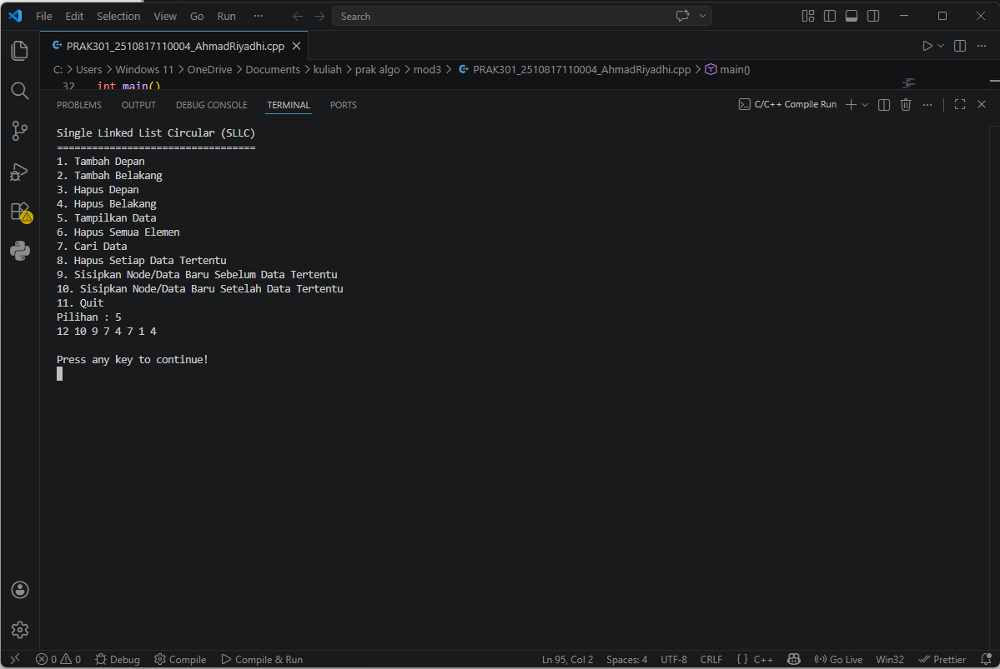 File Edit Selection View Go Run ··· Search
PRAK301_2510817110004_AhmadRiyadhi.cpp
C: > Users > Windows 11 > OneDrive > Documents > kuliah > prak algo > mod3 > PRAK301_2510817110004_AhmadRiyadhi.cpp > main()
32 int main()
PROBLEMS OUTPUT DEBUG CONSOLE TERMINAL PORTS C/C++ Compile Run
Single Linked List Circular (SLLC)
==================================
1. Tambah Depan
2. Tambah Belakang
3. Hapus Depan
4. Hapus Belakang
5. Tampilkan Data
6. Hapus Semua Elemen
7. Cari Data
8. Hapus Setiap Data Tertentu
9. Sisipkan Node/Data Baru Sebelum Data Tertentu
10. Sisipkan Node/Data Baru Setelah Data Tertentu
11. Quit
Pilihan : 5
12 10 9 7 4 7 1 4
Press any key to continue!
0 0 Debug Compile Compile & Run Ln 95, Col 2 Spaces: 4 UTF-8 CRLF { } C++ Go Live Win32 Prettier